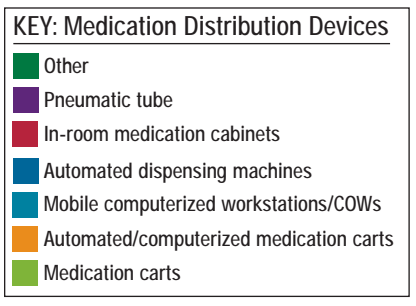 KEY: Medication Distribution Devices
Other
Pneumatic tube
In-room medication cabinets
Automated dispensing machines
Mobile computerized workstations/COWs
Automated/computerized medication carts
Medication carts